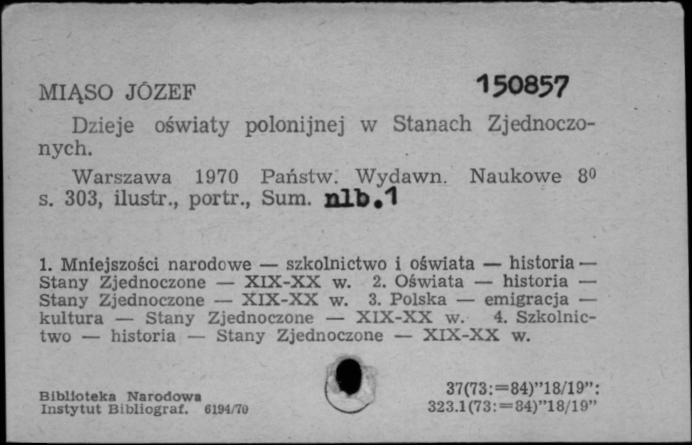 MIĄSO JÓZEF 150857
Dzieje oświaty polonijnej w Stanach Zjednoczo-
nych.
Warszawa 1970 Państw. Wydawn. Naukowe 8⁰
s. 303, ilustr., portr., Sum. nlb.1
1. Mniejszości narodowe — szkolnictwo i oświata — historia —
Stany Zjednoczone — XIX-XX w. 2. Oświata — historia —
Stany Zjednoczone — XIX-XX w. 3. Polska — emigracja —
kultura — Stany Zjednoczone — XIX-XX w. 4. Szkolnic-
two — historia — Stany Zjednoczone — XIX-XX w.
Biblioteka Narodowa 37(73:=84)”18/19”:
Instytut Bibliograf. 6194/70 323.1(73:=84)”18/19”